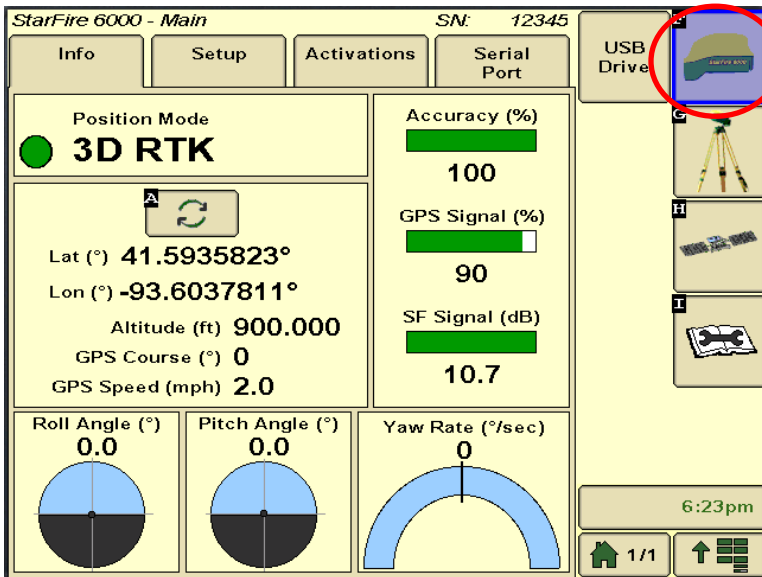 StarFire 6000 - Main
SN: 12345
Info
Setup
Activations
Serial
Port
USB
Drive
F
STARFIRE 6000
G
H
I
Position Mode
3D RTK
A
Lat (°) 41.5935823°
Lon (°) -93.6037811°
Altitude (ft) 900.000
GPS Course (°) 0
GPS Speed (mph) 2.0
Accuracy (%)
100
GPS Signal (%)
90
SF Signal (dB)
10.7
Roll Angle (°)
0.0
Pitch Angle (°)
0.0
Yaw Rate (°/sec)
0
6:23pm
1/1